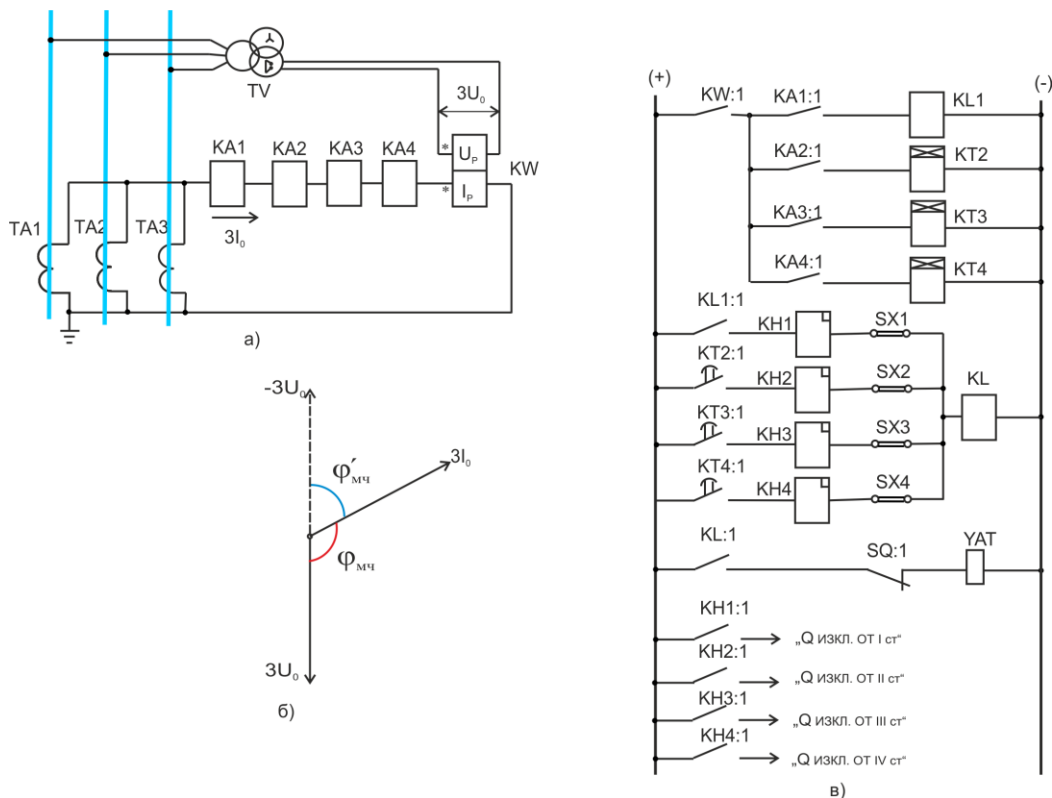 TV
3U₀
KA1 KA2 KA3 KA4
* U_P
KW
* I_P
TA1 TA2 TA3
3I₀
а)
-3U₀
φ′мч
3I₀
φмч
3U₀
б)
(+) (-)
KW:1 KA1:1 KL1
KA2:1 KT2
KA3:1 KT3
KA4:1 KT4
KL1:1 KH1 SX1
KT2:1 KH2 SX2
KL
KT3:1 KH3 SX3
KT4:1 KH4 SX4
KL:1 SQ:1 YAT
KH1:1
„Q ИЗКЛ. ОТ I ст“
KH2:1
„Q ИЗКЛ. ОТ II ст“
KH3:1
„Q ИЗКЛ. ОТ III ст“
KH4:1
„Q ИЗКЛ. ОТ IV ст“
в)